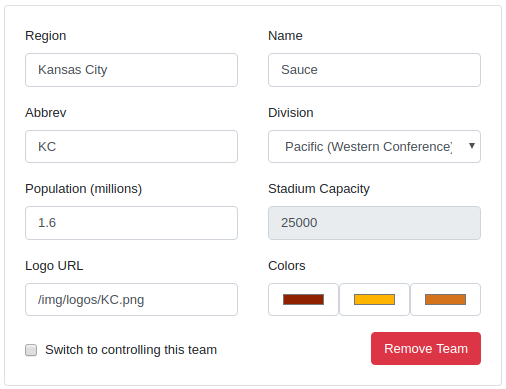 Region
Name
Kansas City
Sauce
Abbrev
Division
KC
Pacific (Western Conference)
Population (millions)
Stadium Capacity
1.6
25000
Logo URL
Colors
/img/logos/KC.png
Switch to controlling this team
Remove Team